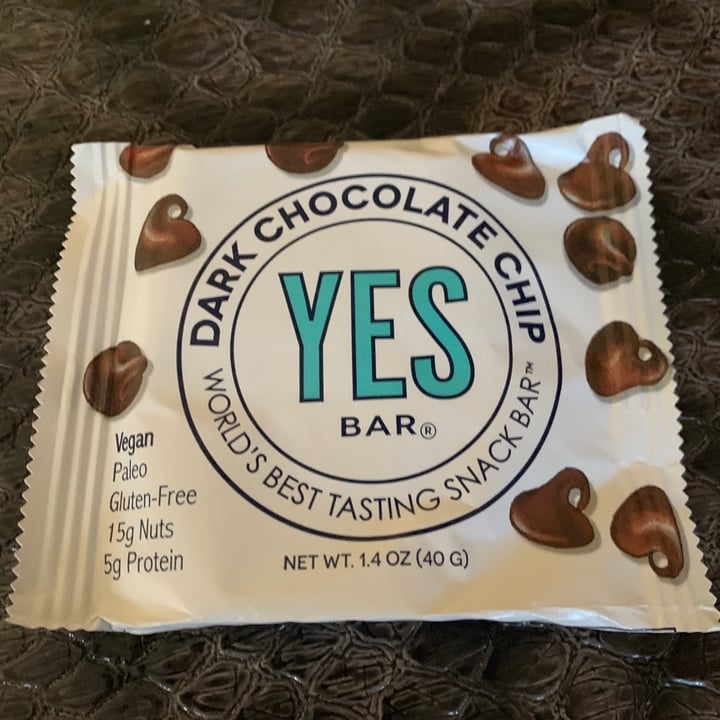 DARK CHOCOLATE CHIP
YES
BAR®
WORLD'S BEST TASTING SNACK BAR™
Vegan
Paleo
Gluten-Free
15g Nuts
5g Protein
NET WT. 1.4 OZ (40 G)